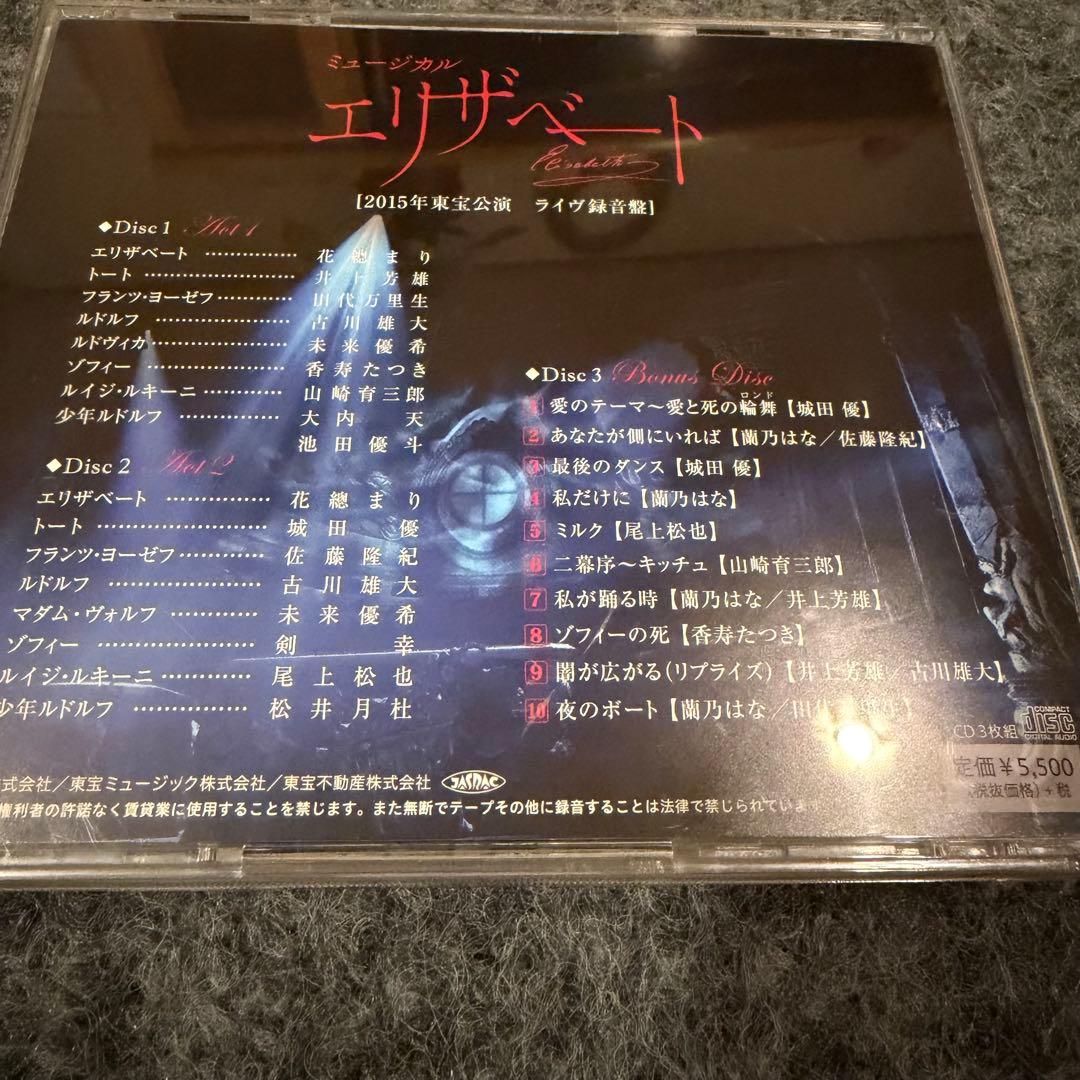 ミュージカル
エリザベート
Elisabeth
[2015年東宝公演 ライヴ録音盤]
◆Disc 1 Act 1
エリザベート …………… 花總まり
トート …………………… 井上芳雄
フランツ・ヨーゼフ ………… 田代万里生
ルドルフ ………………… 古川雄大
ルドヴィカ ………………… 未来優希
ゾフィー ………………… 香寿たつき
ルイジ・ルキーニ …………… 山崎育三郎
少年ルドルフ ……………… 大内 天
池田優斗
◆Disc 2 Act 2
エリザベート …………… 花總まり
トート …………………… 城田 優
フランツ・ヨーゼフ ………… 佐藤隆紀
ルドルフ ………………… 古川雄大
マダム・ヴォルフ ………… 未来優希
ゾフィー ………………… 剣 幸
ルイジ・ルキーニ ………… 尾上松也
少年ルドルフ ……………… 松井月杜
◆Disc 3 Bonus Disc
1 愛のテーマ〜愛と死の輪舞【城田 優】
ロンド
2 あなたが側にいれば【蘭乃はな/佐藤隆紀】
3 最後のダンス【城田 優】
4 私だけに【蘭乃はな】
5 ミルク【尾上松也】
6 二幕序〜キッチュ【山崎育三郎】
7 私が踊る時【蘭乃はな/井上芳雄】
8 ゾフィーの死【香寿たつき】
9 闇が広がる(リプライズ)【井上芳雄/古川雄大】
10 夜のボート【蘭乃はな/田代万里生】
COMPACT
disc
DIGITAL AUDIO
CD3枚組
定価¥5,500
(税抜価格)+税
式会社/東宝ミュージック株式会社/東宝不動産株式会社 JASRAC
権利者の許諾なく賃貸業に使用することを禁じます。また無断でテープその他に録音することは法律で禁じられていま